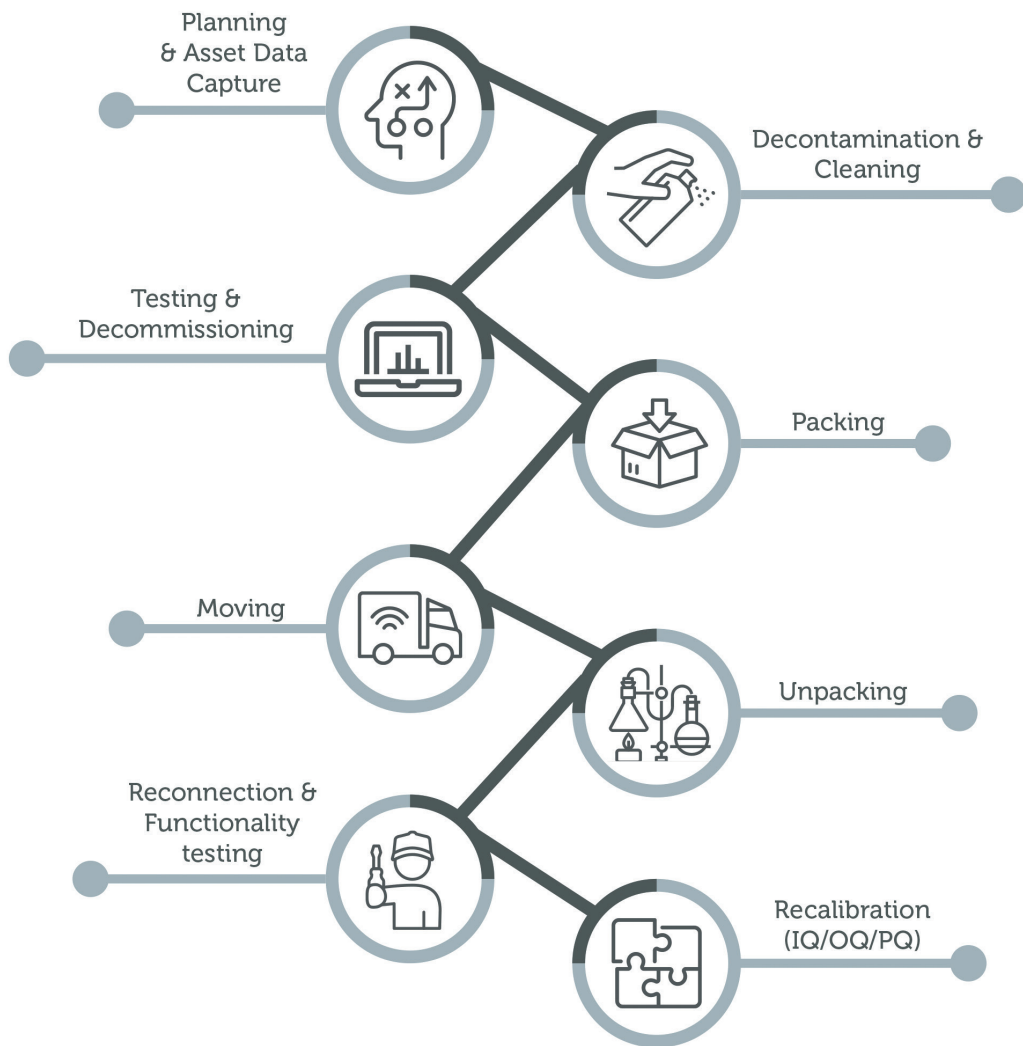 Planning
& Asset Data
Capture
Decontamination &
Cleaning
Testing &
Decommissioning
Packing
Moving
Unpacking
Reconnection &
Functionality
testing
Recalibration
(IQ/OQ/PQ)